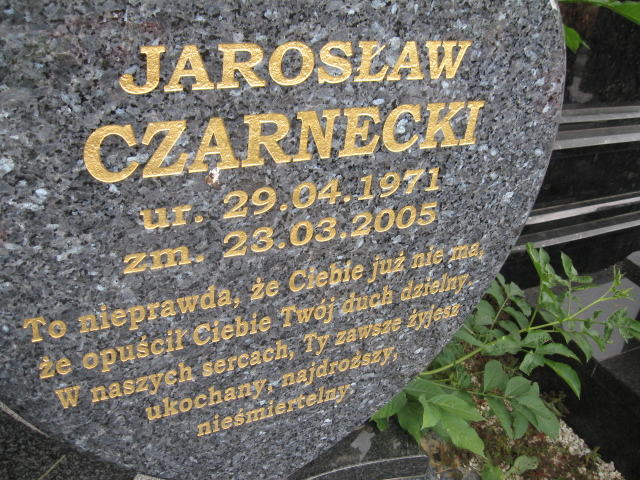 JAROSŁAW
CZARNECKI
ur. 29.04.1971
zm. 23.03.2005
To nieprawda, że Ciebie już nie ma,
że opuścił Ciebie Twój duch dzielny.
W naszych sercach, Ty zawsze żyjesz
ukochany, najdroższy,
nieśmiertelny.